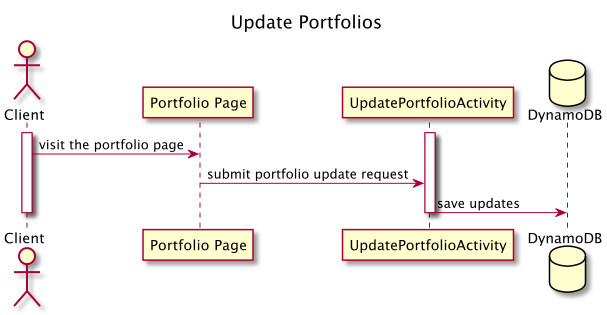 Update Portfolios
Client
Portfolio Page
UpdatePortfolioActivity
DynamoDB
visit the portfolio page
submit portfolio update request
save updates
Client
Portfolio Page
UpdatePortfolioActivity
DynamoDB